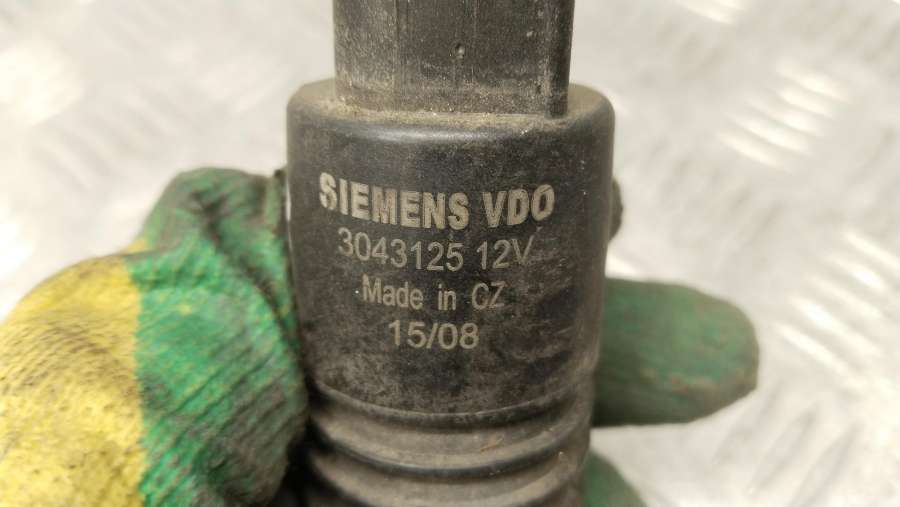 SIEMENS VDO
3043125 12V
Made in CZ
15/08